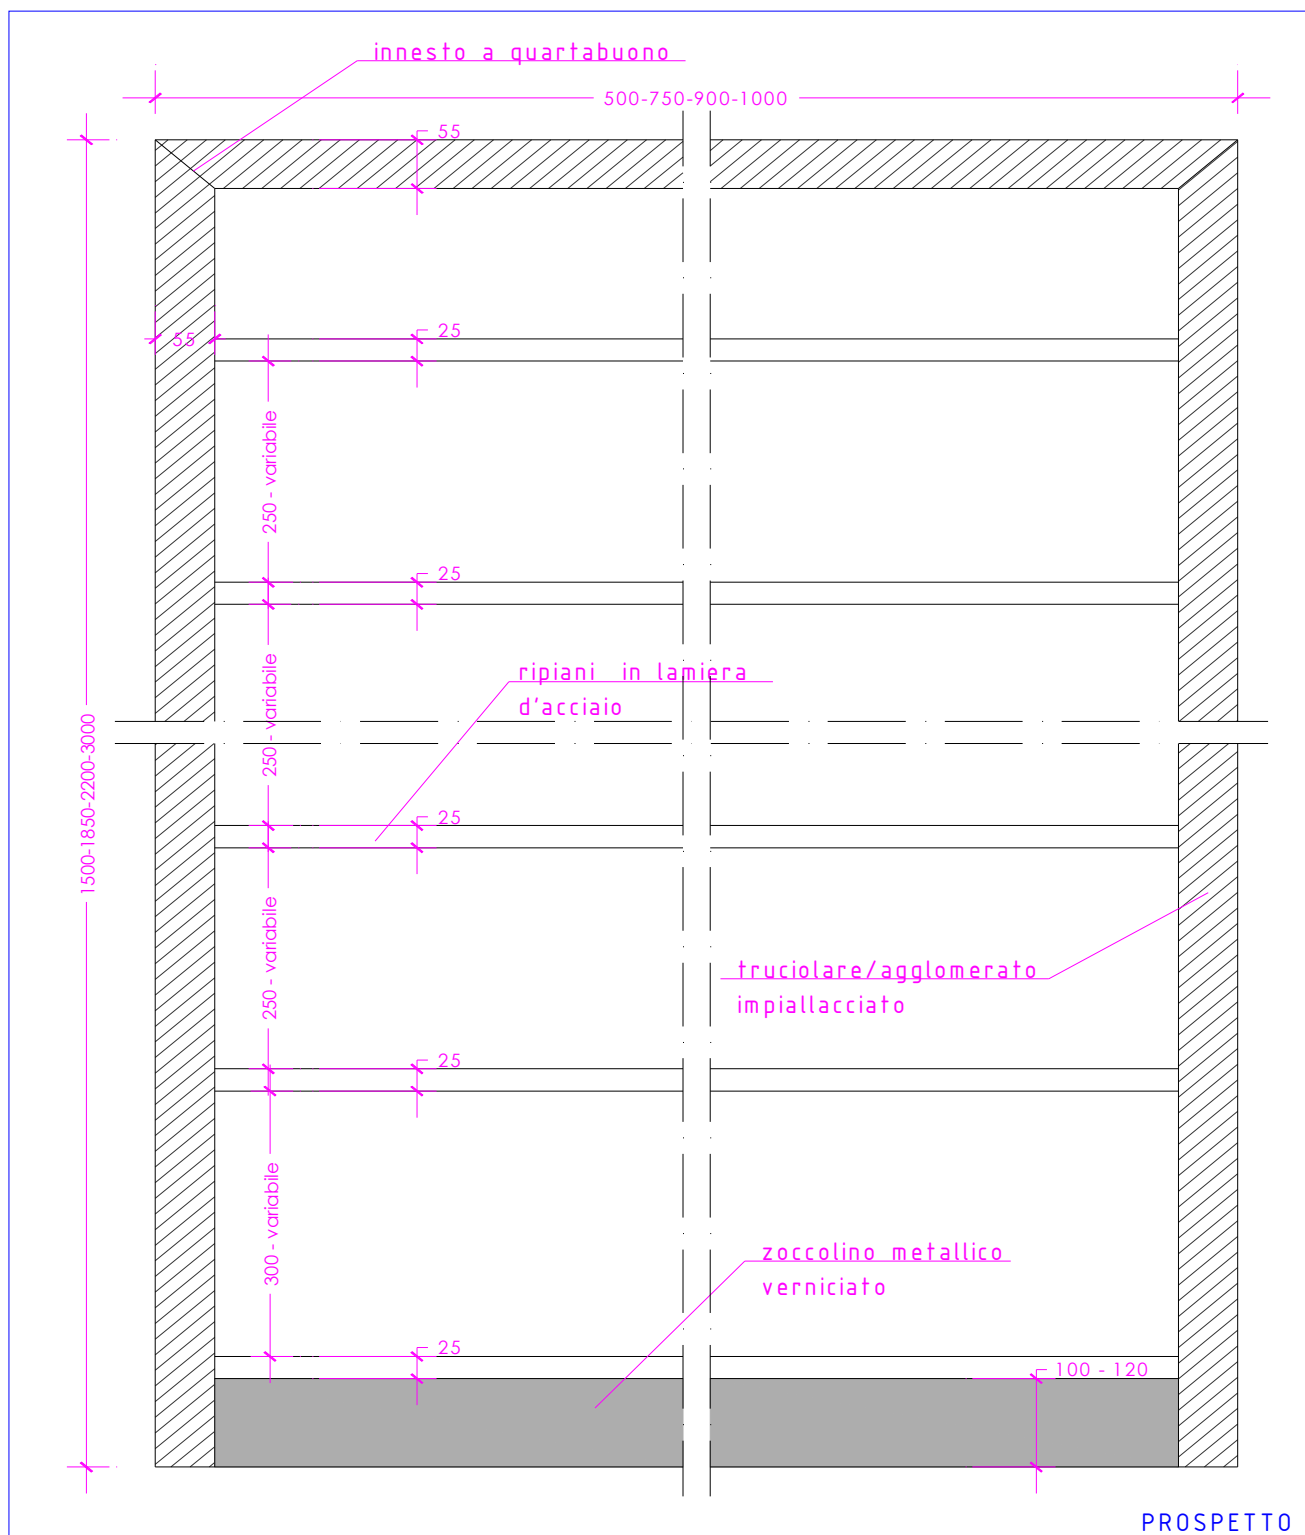 innesto a quartabuono
500-750-900-1000
55
55
25
250 - variabile
25
250 - variabile
ripiani in lamiera
d'acciaio
1500-1850-2200-3000
25
250 - variabile
truciolare/agglomerato
impiallacciato
25
300 - variabile
zoccolino metallico
verniciato
25
100 - 120
PROSPETTO